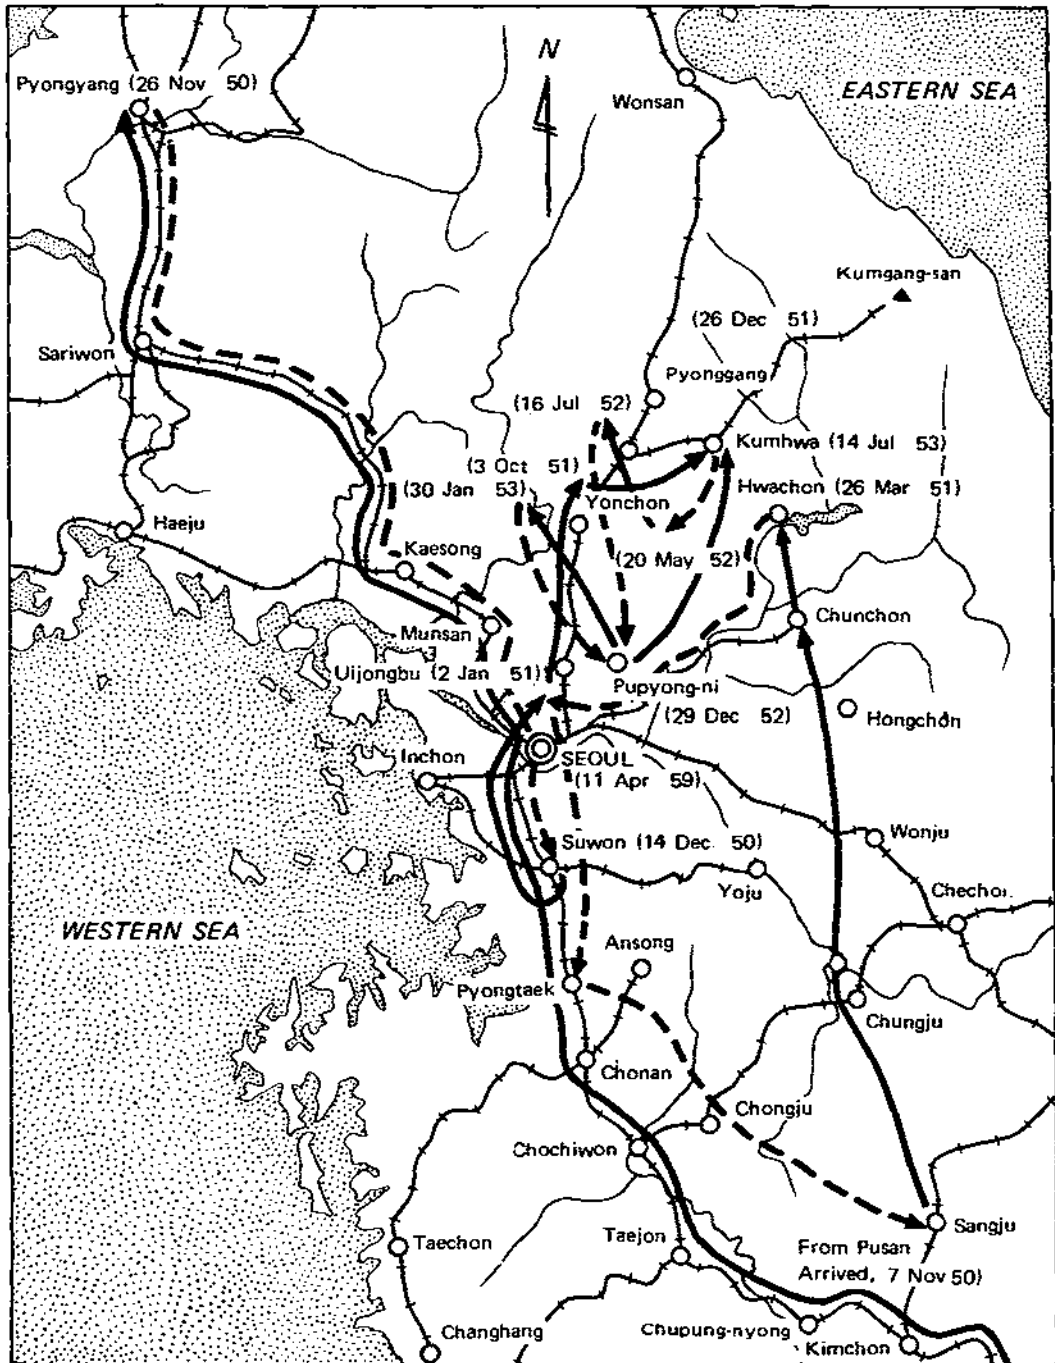 N
Pyongyang (26 Nov 50)
Wonsan
EASTERN SEA
Kumgang-san
(26 Dec 51)
Sariwon
Pyonggang
(16 Jul 52)
Kumhwa (14 Jul 53)
(3 Oct 51)
(30 Jan 53)
Yonchon
Hwachon (26 Mar 51)
Haeju
Kaesong
(20 May 52)
Munsan
Chunchon
Uijongbu (2 Jan 51)
Pupyong-ni
(29 Dec 52)
Hongchon
Inchon
SEOUL
(11 Apr 59)
Suwon (14 Dec. 50)
Wonju
Yoju
WESTERN SEA
Ansong
Pyongtaek
Chungju
Chonan
Chongju
Chochiwon
Sangju
Taechon
Taejon
From Pusan
Arrived, 7 Nov 50)
Changhang
Chupung-nyong
Kimchon